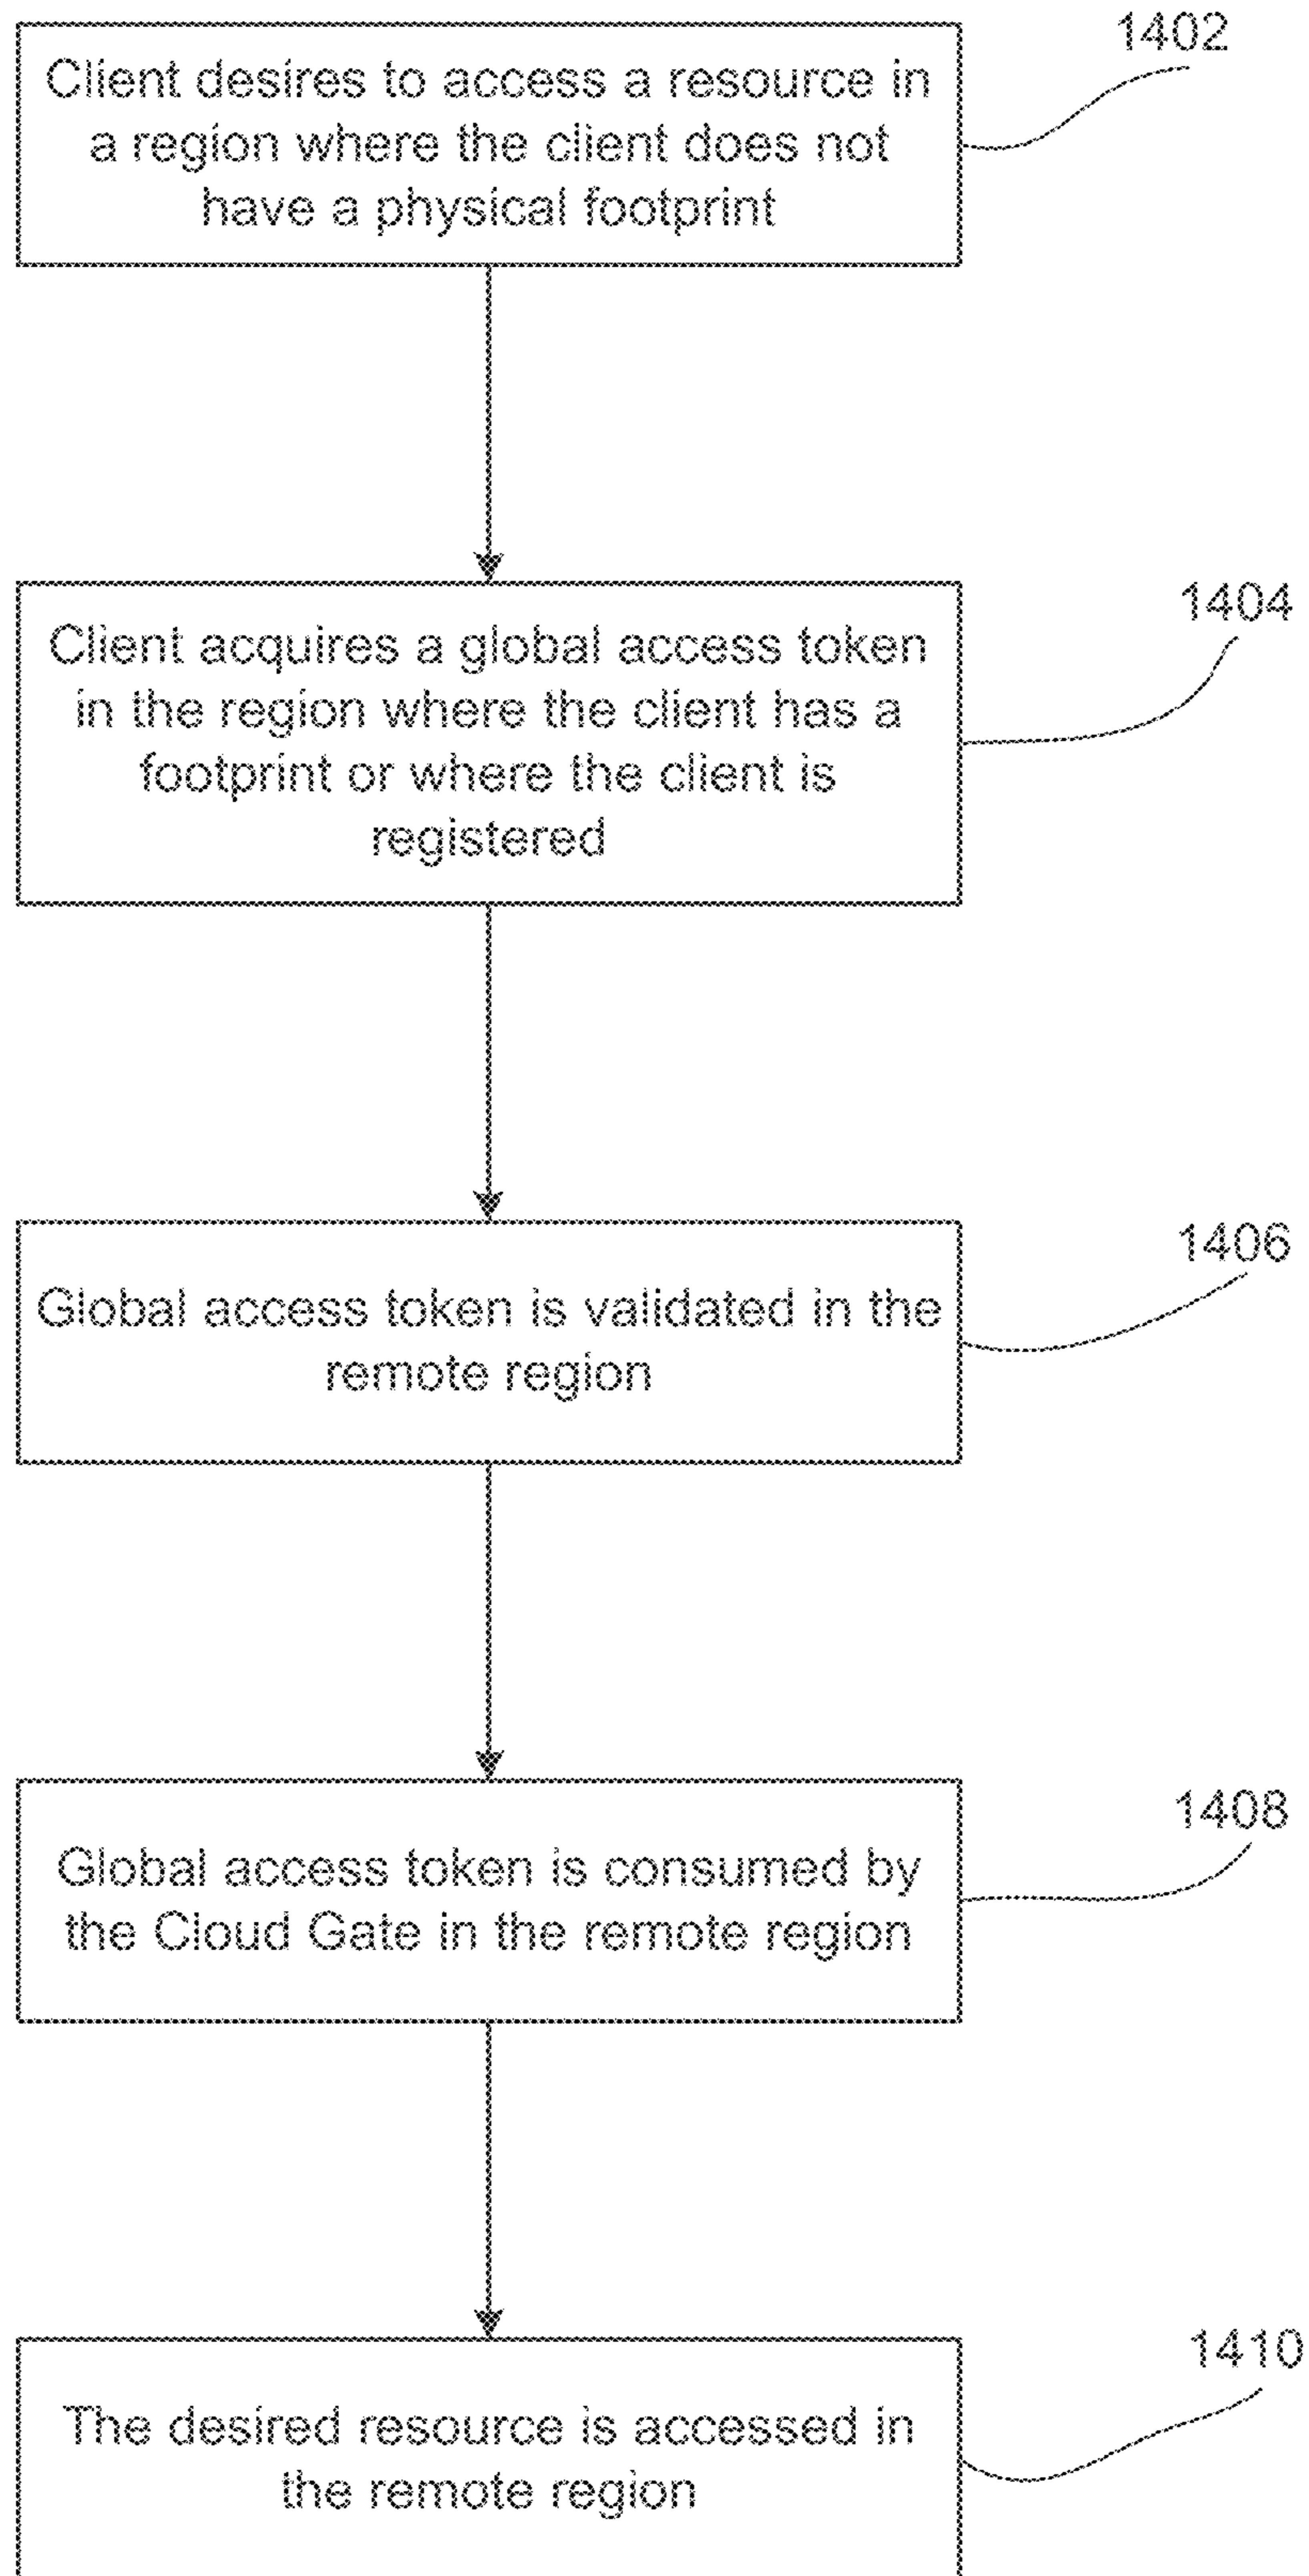 1402
Client desires to access a resource in
a region where the client does not
have a physical footprint
1404
Client acquires a global access token
in the region where the client has a
footprint or where the client is
registered
1406
Global access token is validated in the
remote region
1408
Global access token is consumed by
the Cloud Gate in the remote region
1410
The desired resource is accessed in
the remote region